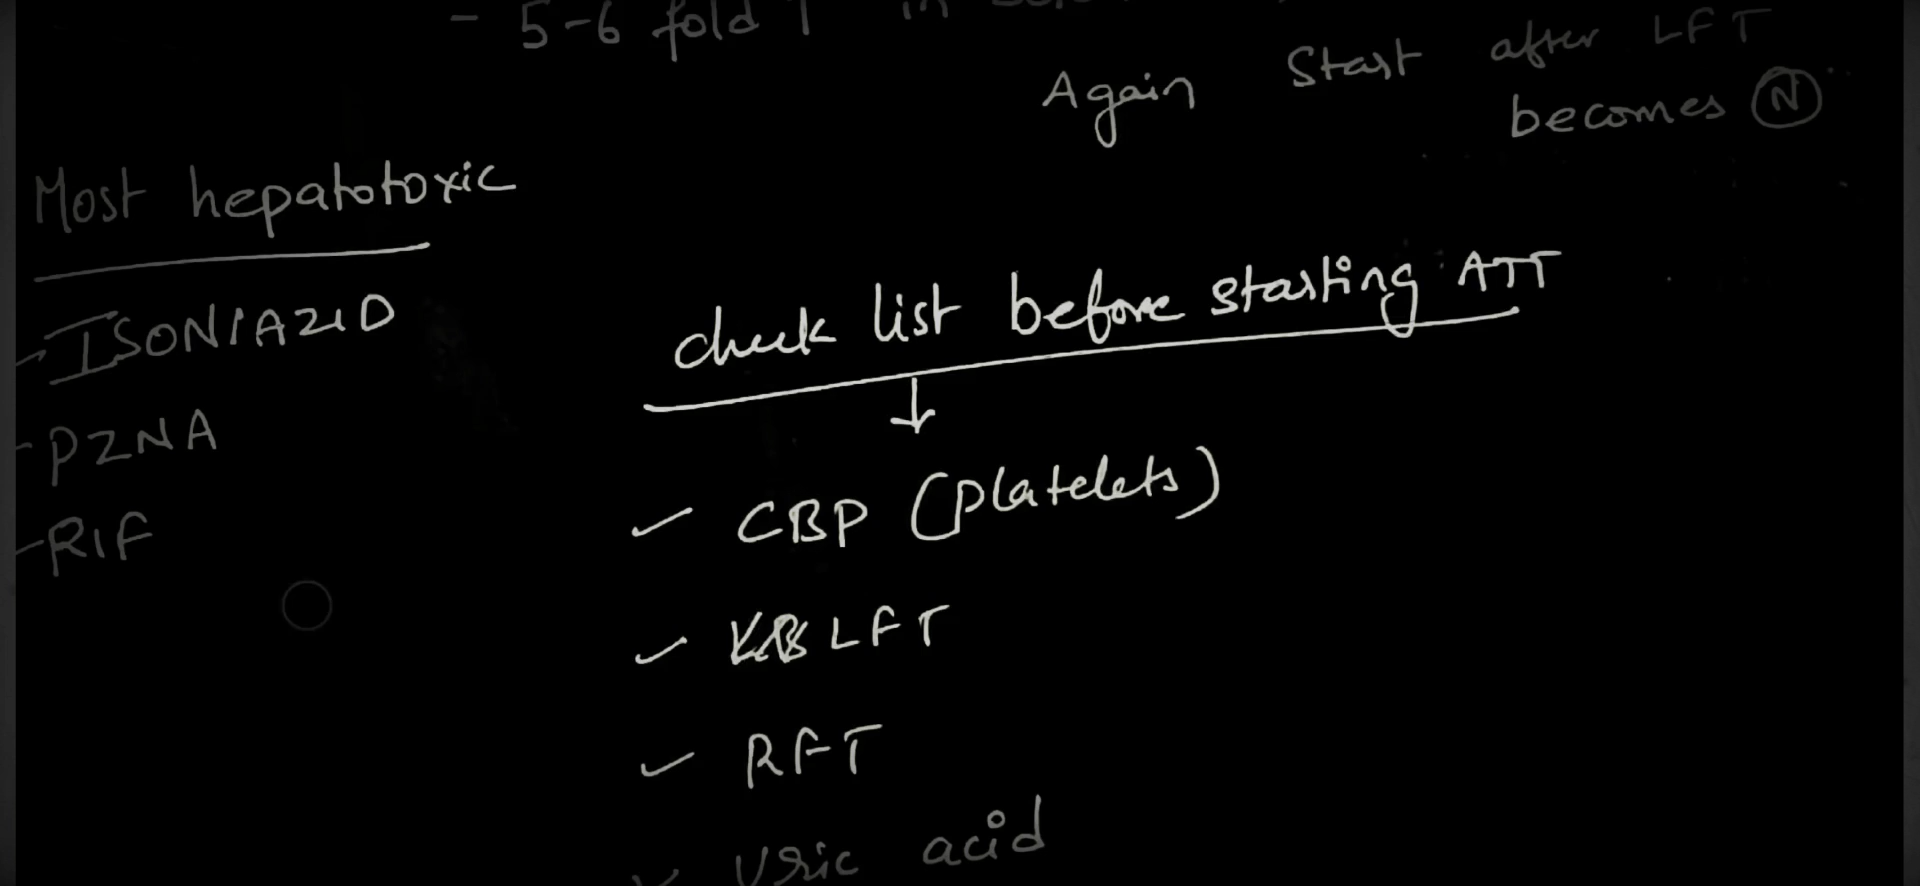 - 5-6 fold ↑ in
Again Start after LFT
becomes N
Most hepatotoxic
- ISONIAZID
- PZNA
- RIF
check list before starting ATT
↓
✓ CBP (Platelets)
✓ LFT
✓ RFT
✓ Uric acid